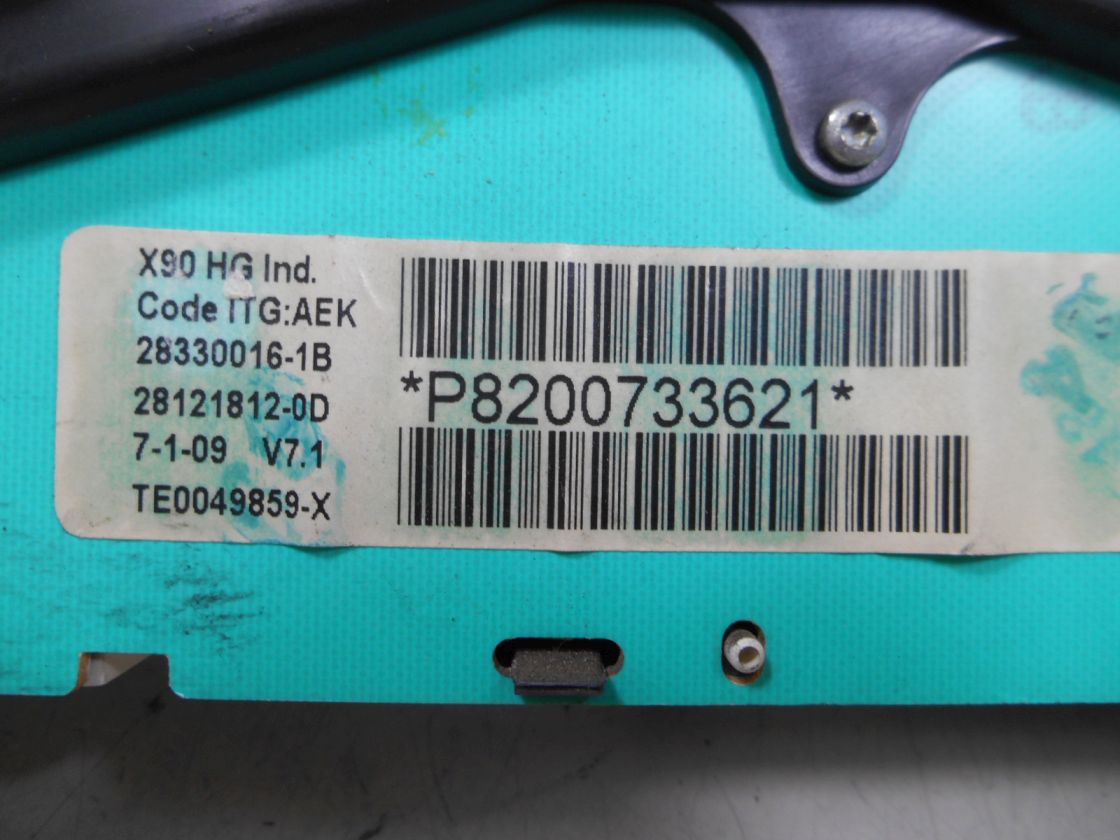 X90 HG Ind.
Code ITG:AEK
28330016-1B
28121812-0D
7-1-09 V7.1
TE0049859-X
*P8200733621*